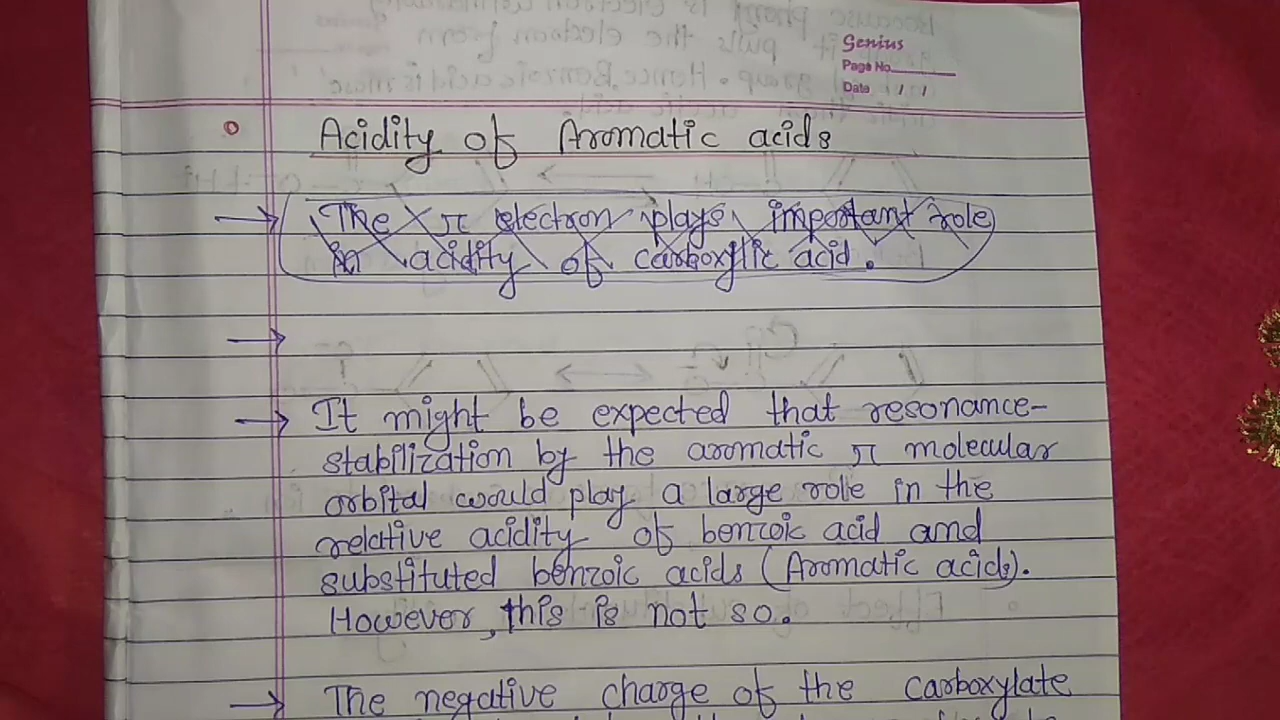 Genius
Page No.
Date / /
Acidity of Aromatic acids
→ The π electron plays important role
in acidity of carboxylic acid.
→
→ It might be expected that resonance-
stabilization by the aromatic π molecular
orbital would play a large role in the
relative acidity of benzoic acid and
substituted benzoic acids (Aromatic acids).
However, this is not so.
→ The negative charge of the carboxylate